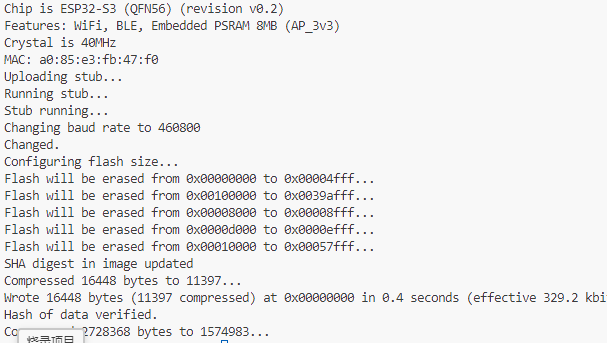 Chip is ESP32-S3 (QFN56) (revision v0.2)
Features: WiFi, BLE, Embedded PSRAM 8MB (AP_3v3)
Crystal is 40MHz
MAC: a0:85:e3:fb:47:f0
Uploading stub...
Running stub...
Stub running...
Changing baud rate to 460800
Changed.
Configuring flash size...
Flash will be erased from 0x00000000 to 0x00004fff...
Flash will be erased from 0x00100000 to 0x0039afff...
Flash will be erased from 0x00008000 to 0x00008fff...
Flash will be erased from 0x0000d000 to 0x0000efff...
Flash will be erased from 0x00010000 to 0x00057fff...
SHA digest in image updated
Compressed 16448 bytes to 11397...
Wrote 16448 bytes (11397 compressed) at 0x00000000 in 0.4 seconds (effective 329.2 kbi
Hash of data verified.
2728368 bytes to 1574983...
烧录项目